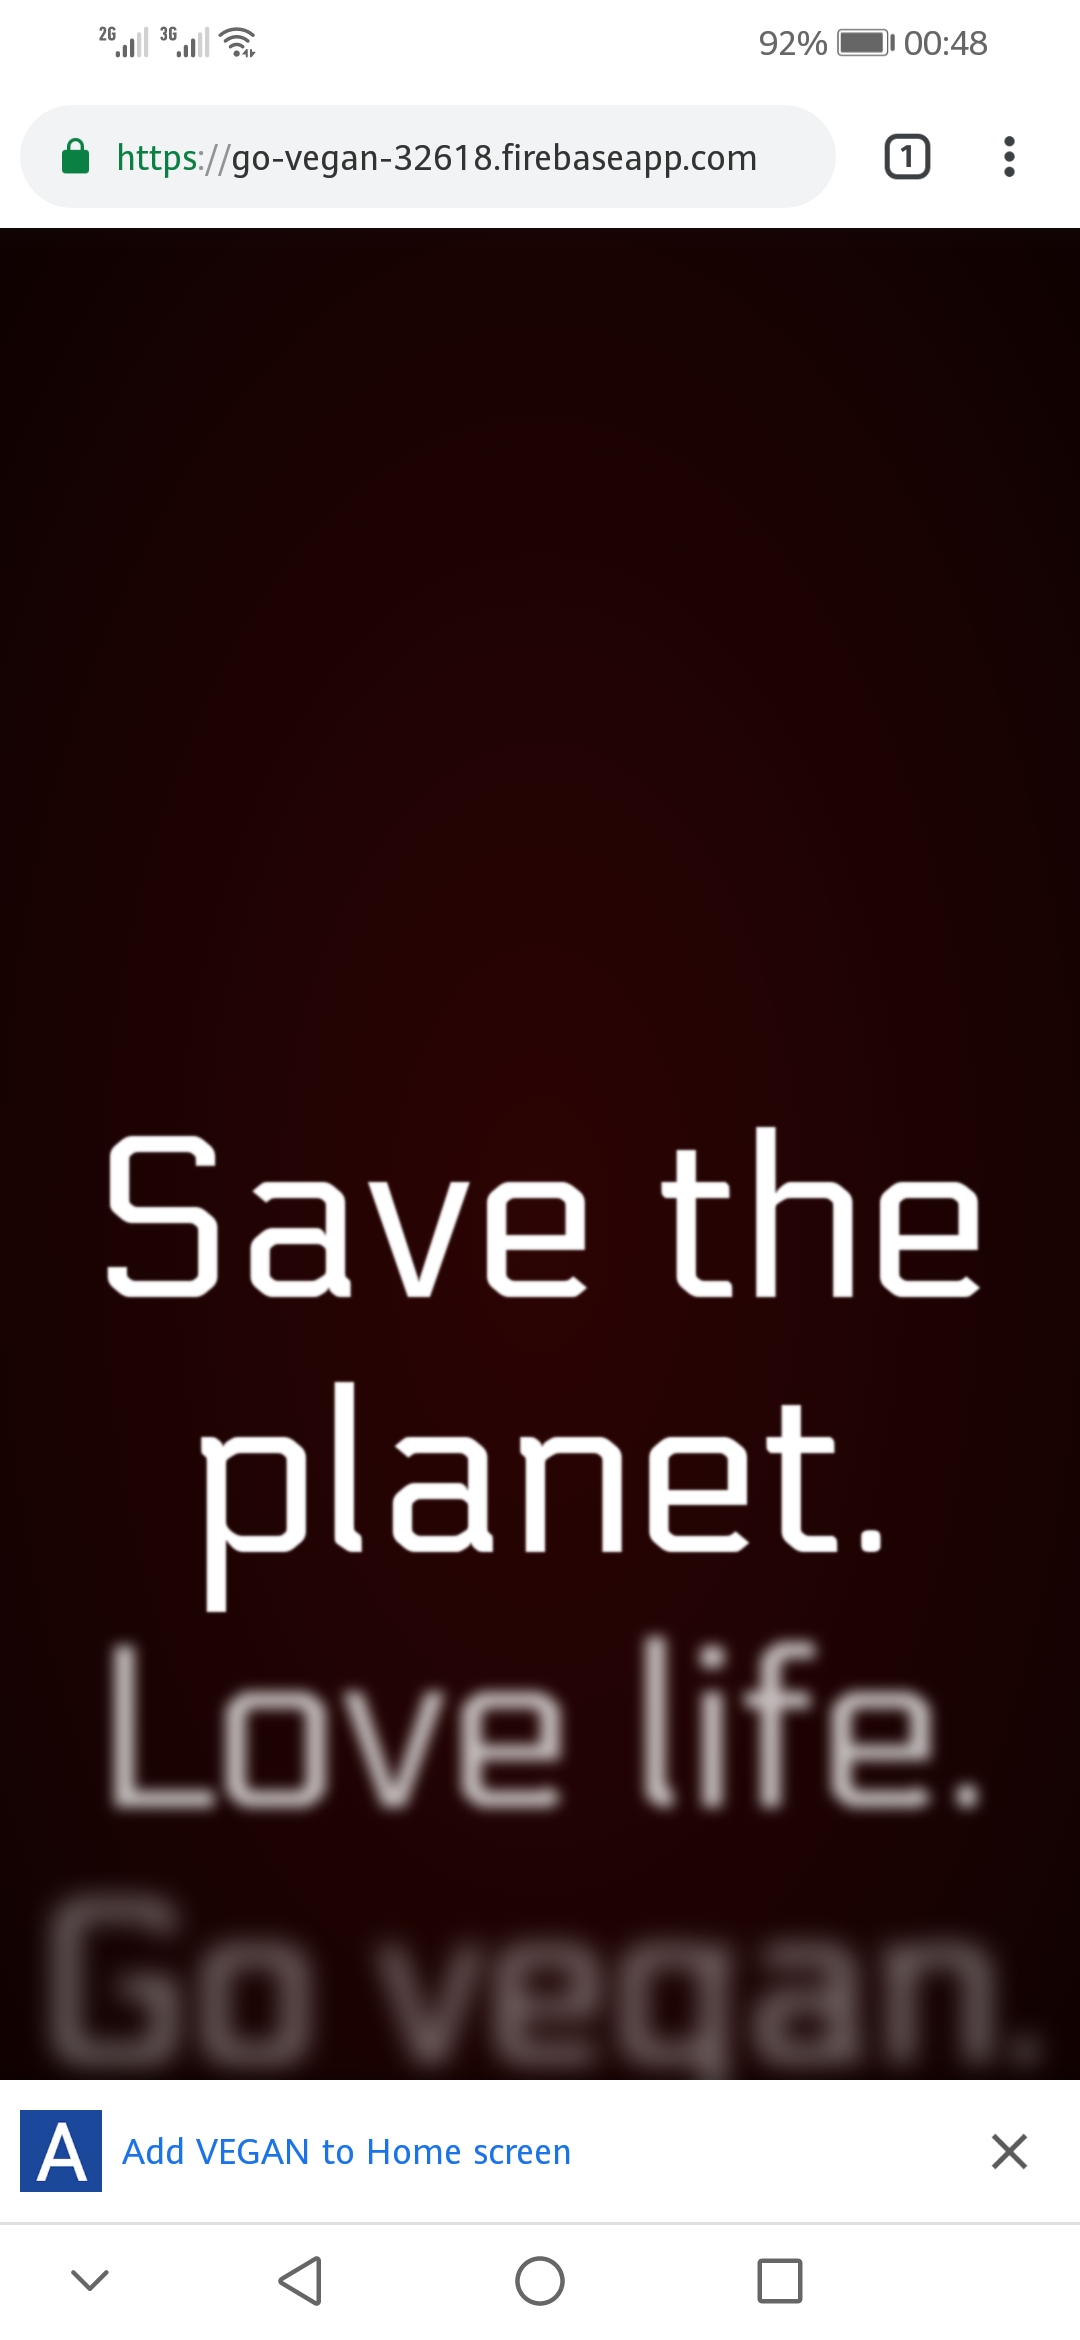 2G 3G 92% 00:48
https://go-vegan-32618.firebaseapp.com 1
Save the
planet.
Love life.
Go vegan.
A Add VEGAN to Home screen